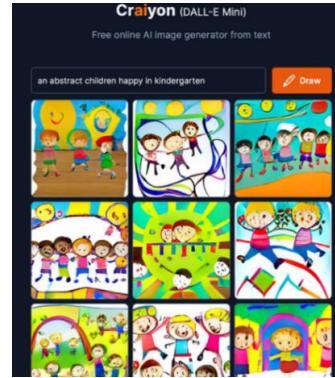 Craiyon (DALL-E Mini)
Free online AI image generator from text
an abstract children happy in kindergarten
Draw